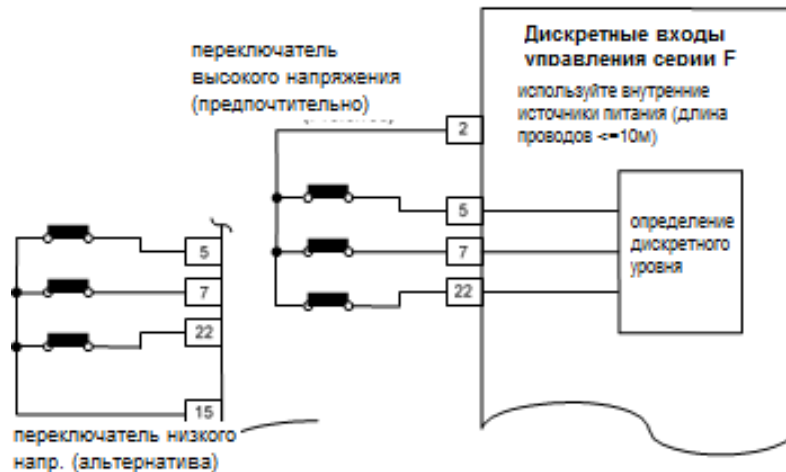 переключатель
высокого напряжения
(предпочтительно)
Дискретные входы
управления серии F
используйте внутренние
источники питания (длина
проводов <=10м)
2
5
7
22
определение
дискретного
уровня
5
7
22
15
переключатель низкого
напр. (альтернатива)